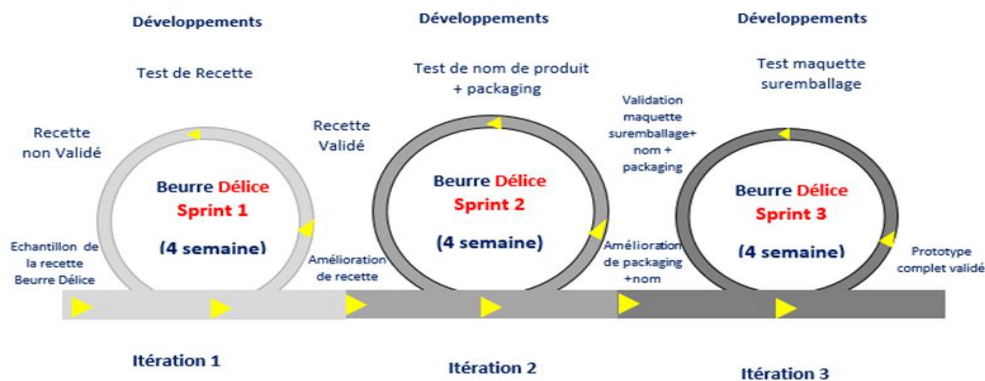 Développements
Test de Recette
Recette
non Validé
Beurre Délice
Sprint 1
(4 semaine)
Echantillon de
la recette
Beurre Délice
Itération 1
Développements
Test de nom de produit
+ packaging
Recette
Validé
Beurre Délice
Sprint 2
(4 semaine)
Amélioration
de recette
Itération 2
Développements
Test maquette
suremballage
Validation
maquette
suremballage+
nom +
packaging
Beurre Délice
Sprint 3
(4 semaine)
Amélioration
de packaging
+nom
Prototype
complet validé
Itération 3